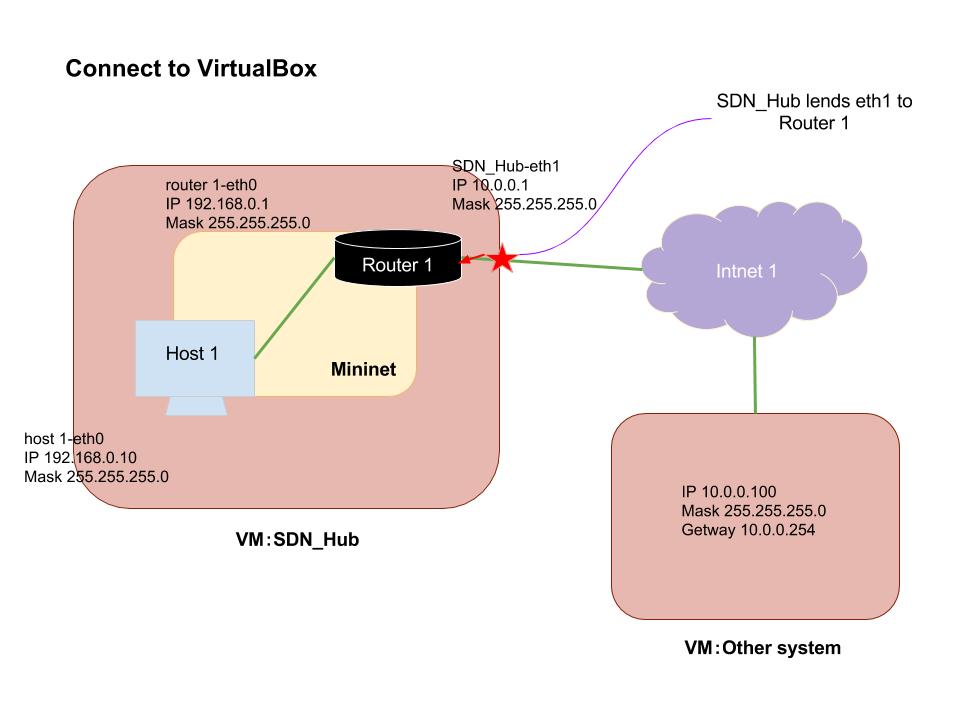 Connect to VirtualBox
SDN_Hub lends eth1 to
Router 1
SDN_Hub-eth1
IP 10.0.0.1
Mask 255.255.255.0
router 1-eth0
IP 192.168.0.1
Mask 255.255.255.0
Router 1
Intnet 1
Host 1
Mininet
host 1-eth0
IP 192.168.0.10
Mask 255.255.255.0
VM:SDN_Hub
IP 10.0.0.100
Mask 255.255.255.0
Getway 10.0.0.254
VM:Other system